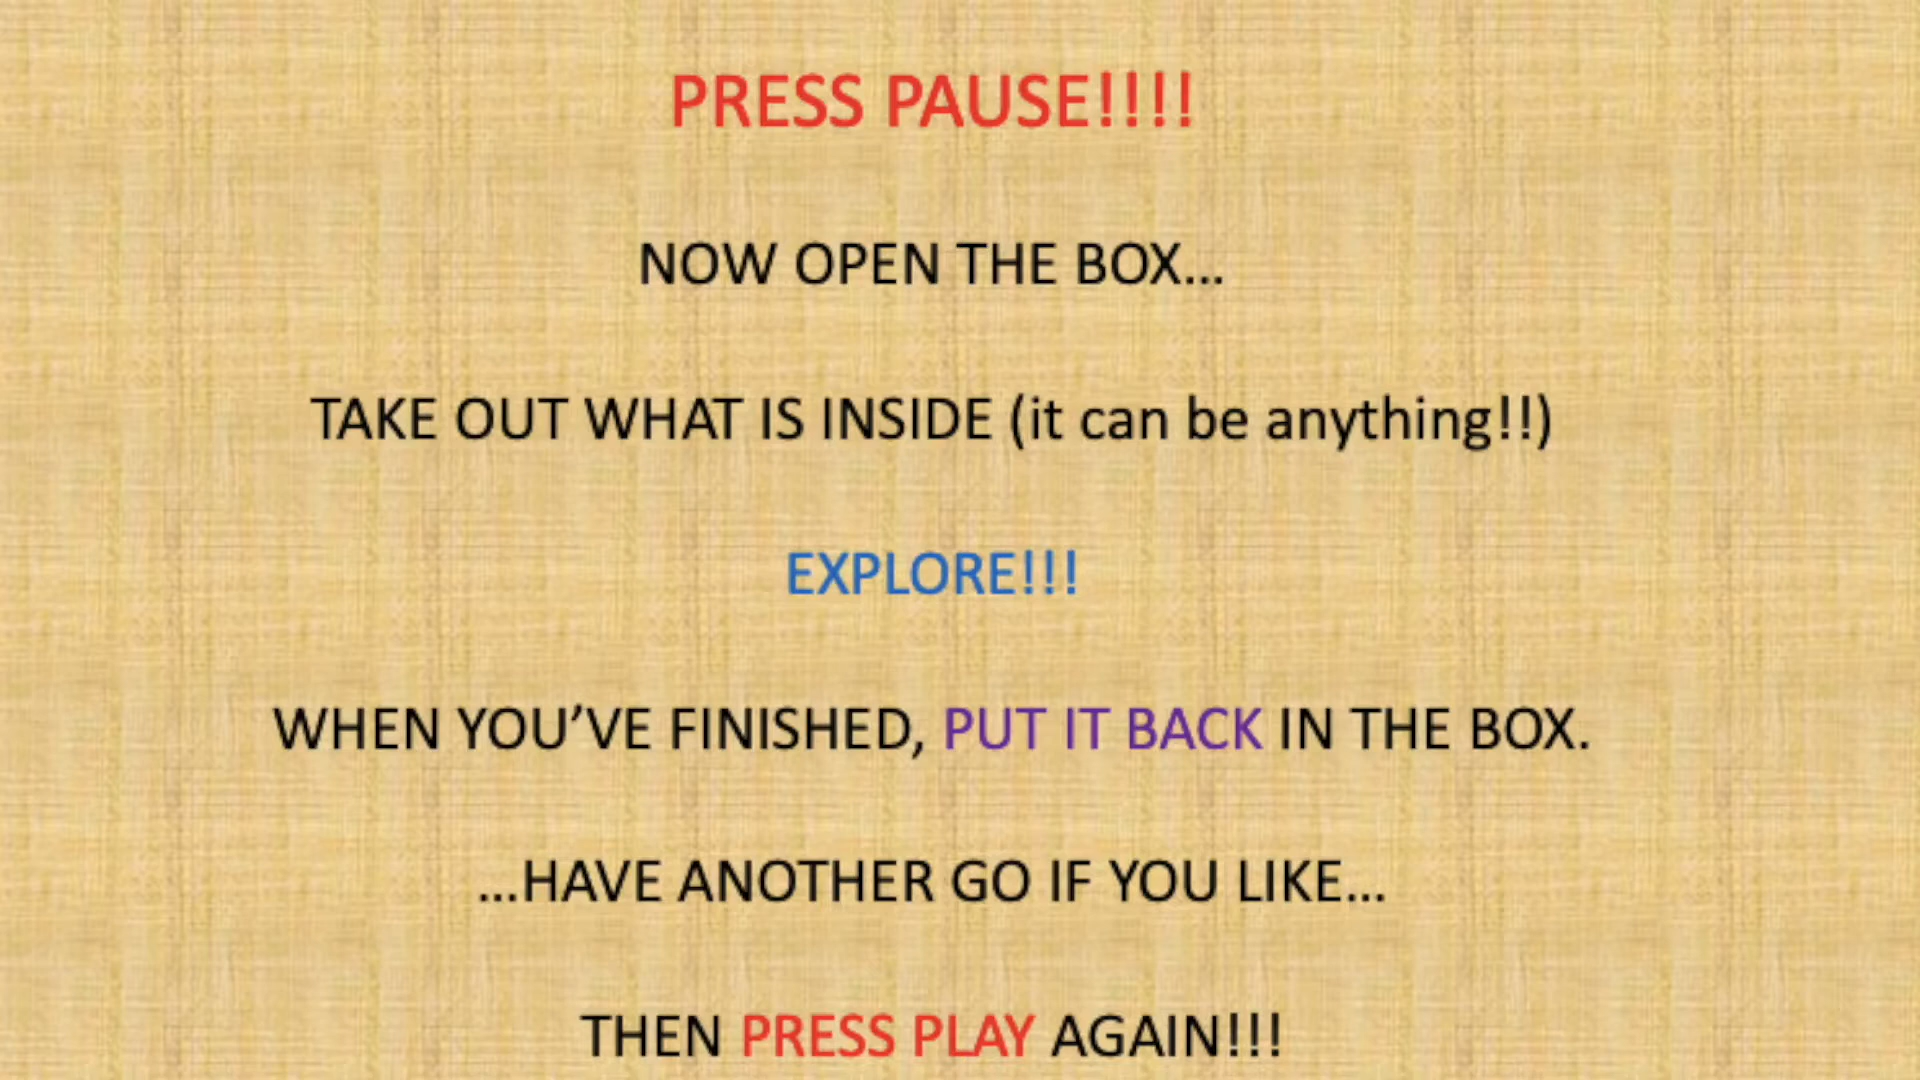 PRESS PAUSE!!!!
NOW OPEN THE BOX…
TAKE OUT WHAT IS INSIDE (it can be anything!!)
EXPLORE!!!
WHEN YOU’VE FINISHED, PUT IT BACK IN THE BOX.
…HAVE ANOTHER GO IF YOU LIKE…
THEN PRESS PLAY AGAIN!!!